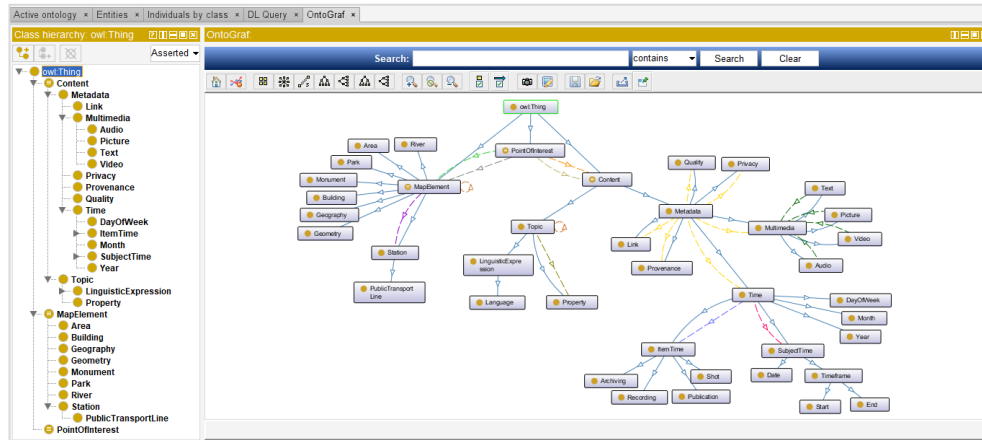 Active ontology × Entities × Individuals by class × DL Query × OntoGraf ×
Class hierarchy: owl:Thing
Asserted
owl:Thing
Content
Metadata
Link
Multimedia
Audio
Picture
Text
Video
Privacy
Provenance
Quality
Time
DayOfWeek
ItemTime
Month
SubjectTime
Year
Topic
LinguisticExpression
Property
MapElement
Area
Building
Geography
Geometry
Monument
Park
River
Station
PublicTransportLine
PointOfInterest
OntoGraf:
Search: contains Search Clear
owl:Thing
Area
River
PointOfInterest
Park
Quality
Privacy
Monument
MapElement
Content
Text
Building
Geography
Metadata
Picture
Geometry
Topic
Multimedia
Link
Video
Station
LinguisticExpre
ssion
Provenance
Audio
PublicTransport
Line
Language
Property
Time
DayOfWeek
Month
Year
ItemTime
SubjectTime
Archiving
Shot
Date
Timeframe
Recording
Publication
Start
End